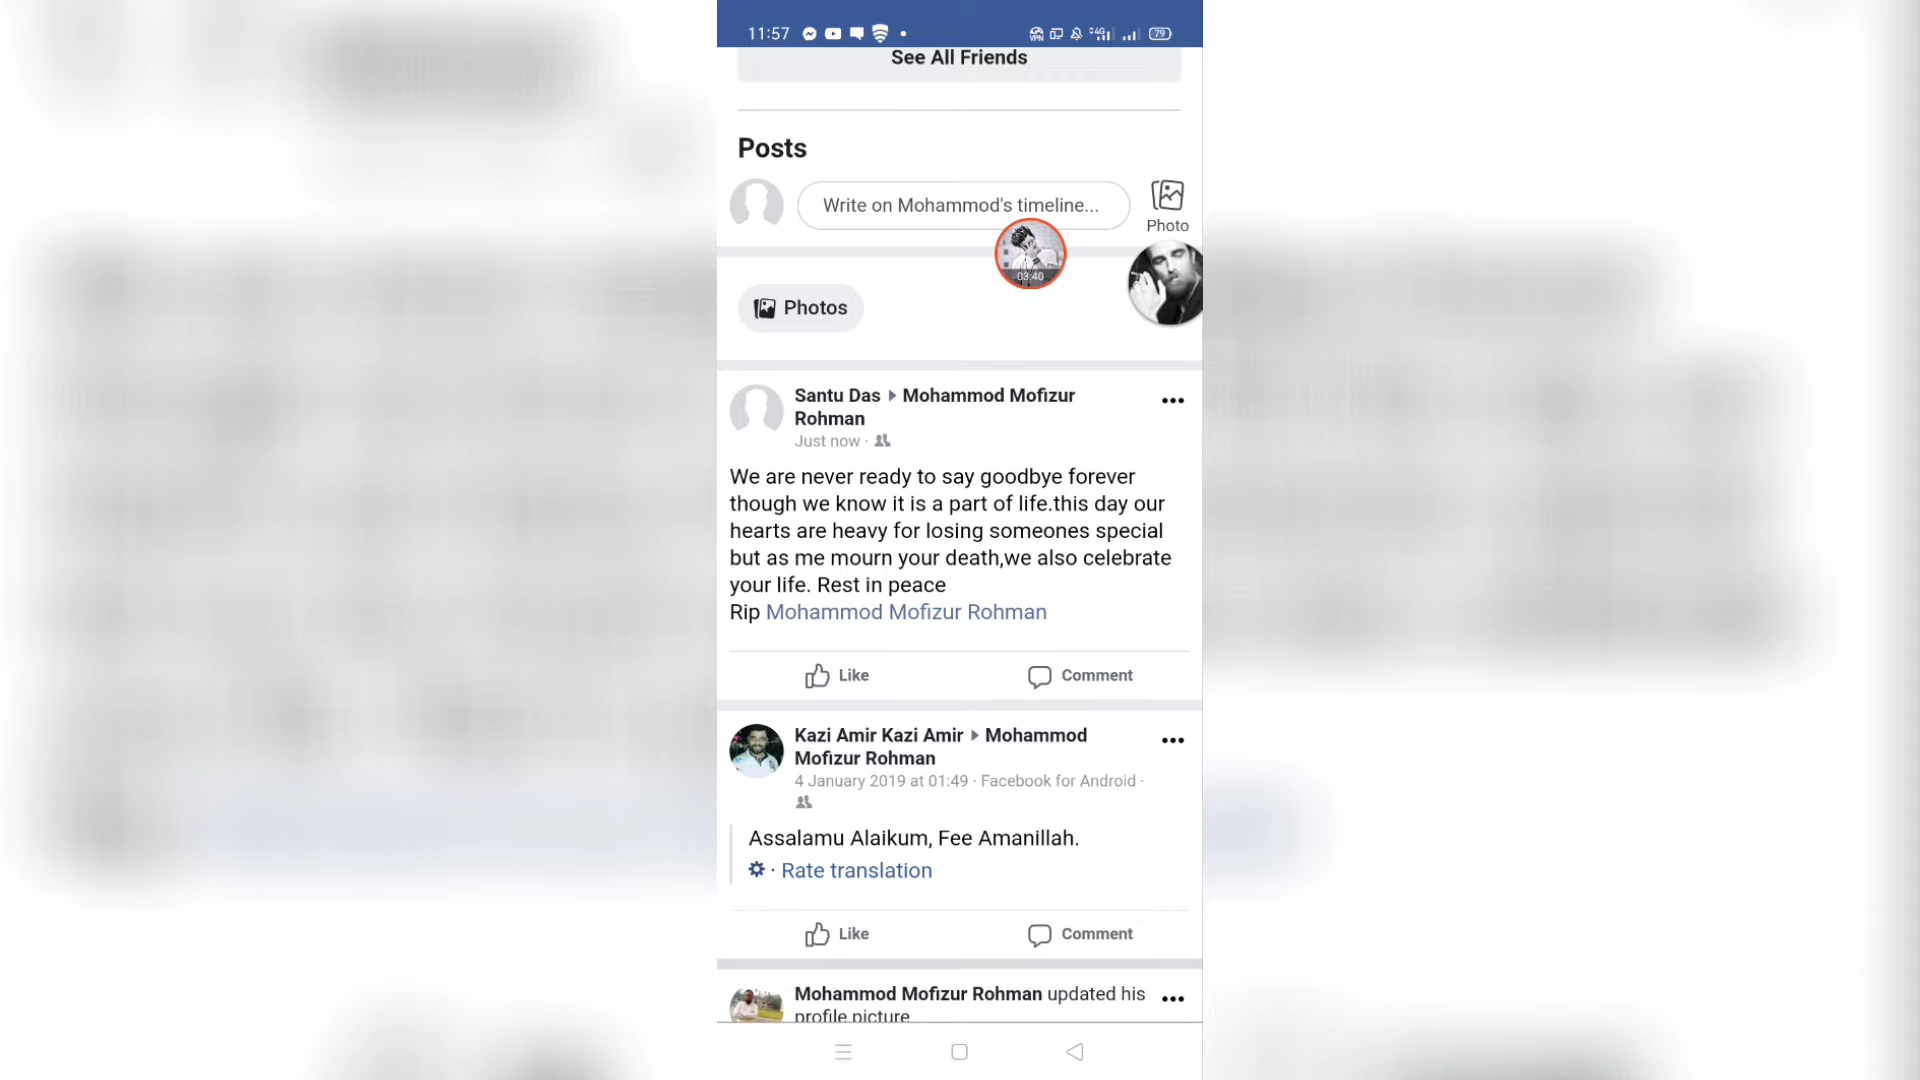 11:57
VPN 4G 79
See All Friends
Posts
Write on Mohammod's timeline...
Photo
03:40
Photos
Santu Das Mohammod Mofizur
Rohman
Just now ·
We are never ready to say goodbye forever
though we know it is a part of life.this day our
hearts are heavy for losing someones special
but as me mourn your death,we also celebrate
your life. Rest in peace
Rip Mohammod Mofizur Rohman
Like Comment
Kazi Amir Kazi Amir Mohammod
Mofizur Rohman
4 January 2019 at 01:49 · Facebook for Android ·
Assalamu Alaikum, Fee Amanillah.
· Rate translation
Like Comment
Mohammod Mofizur Rohman updated his
profile picture